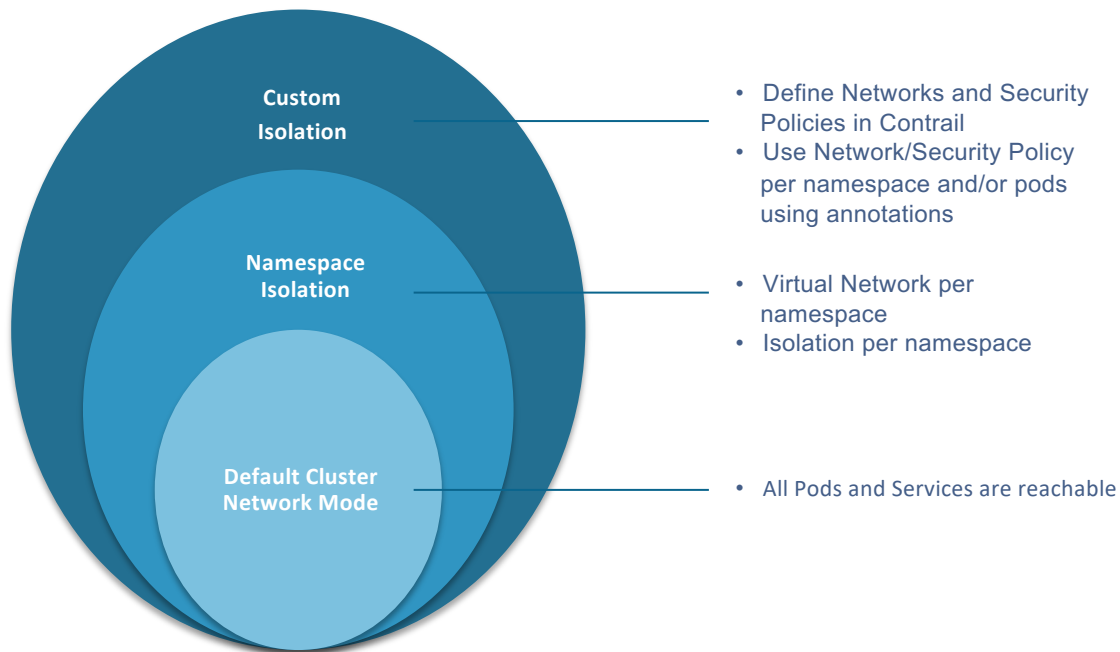 Custom
Isolation
• Define Networks and Security
Policies in Contrail
• Use Network/Security Policy
per namespace and/or pods
using annotations
Namespace
Isolation
• Virtual Network per
namespace
• Isolation per namespace
Default Cluster
Network Mode
• All Pods and Services are reachable